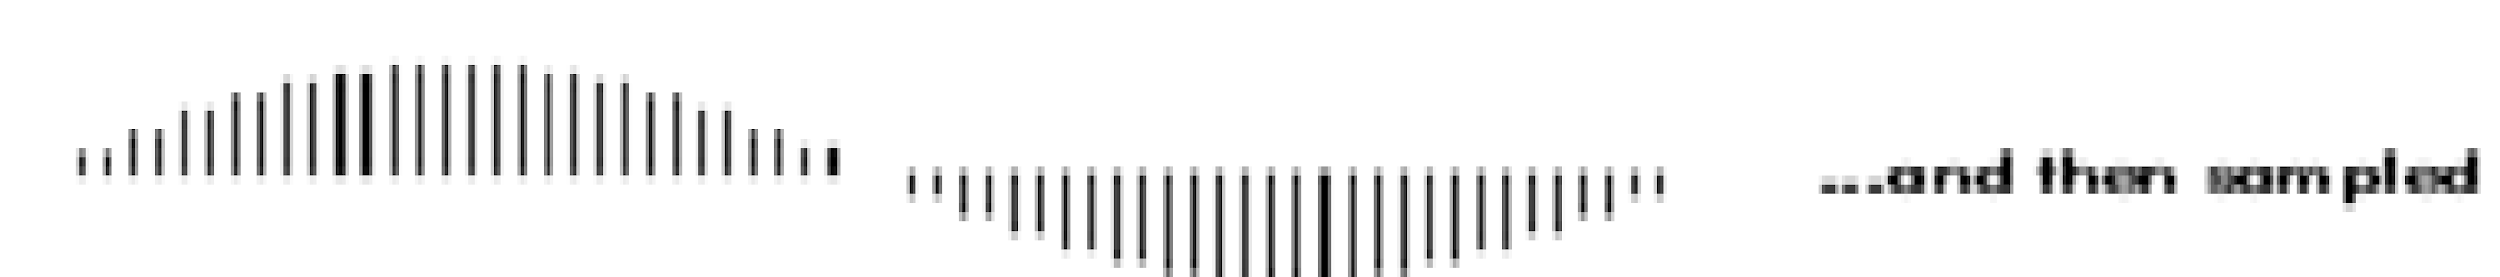 ...and then sampled